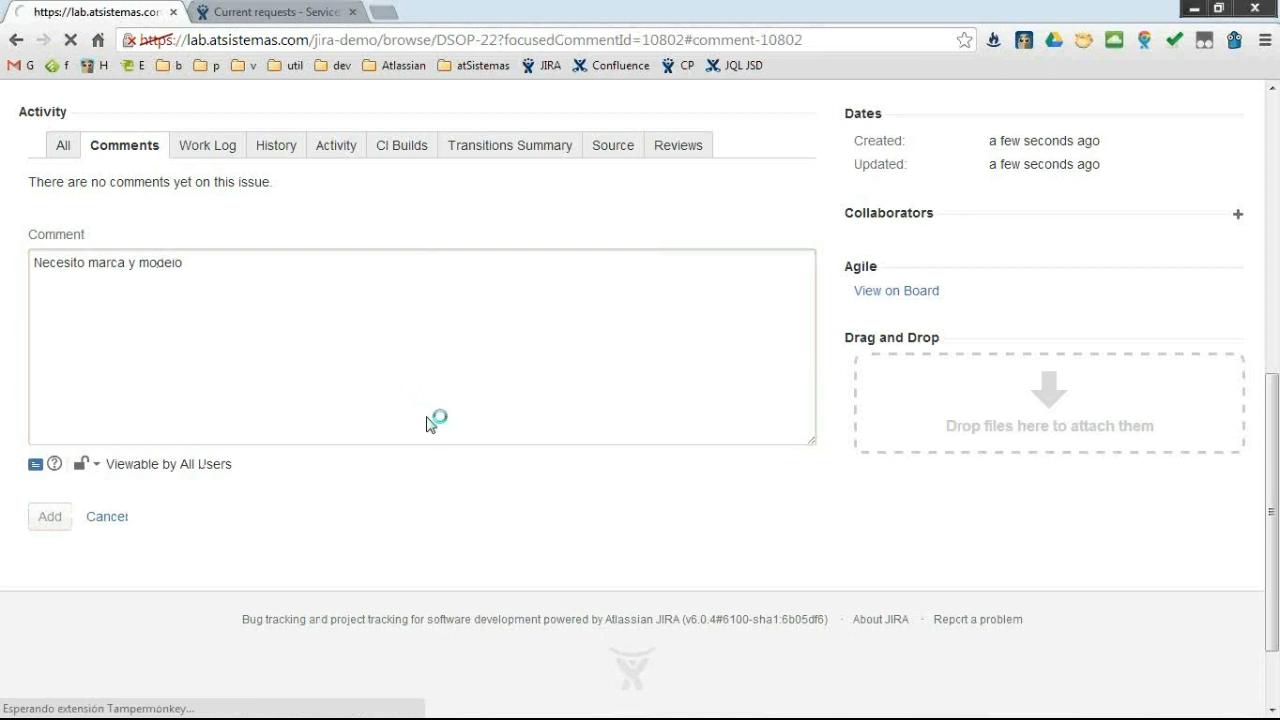 https://lab.atsistemas.cor
Current requests - Service
https://lab.atsistemas.com/jira-demo/browse/DSOP-22?focusedCommentId=10802#comment-10802
G f H E b p v util dev Atlassian atSistemas JIRA Confluence CP JQL JSD
Activity
All Comments Work Log History Activity CI Builds Transitions Summary Source Reviews
There are no comments yet on this issue.
Comment
Necesito marca y modelo
Viewable by All Users
Add Cancel
Dates
Created: a few seconds ago
Updated: a few seconds ago
Collaborators
Agile
View on Board
Drag and Drop
Drop files here to attach them
Bug tracking and project tracking for software development powered by Atlassian JIRA (v6.0.4#6100-sha1:6b05df6) · About JIRA · Report a problem
Esperando extensión Tampermonkey...